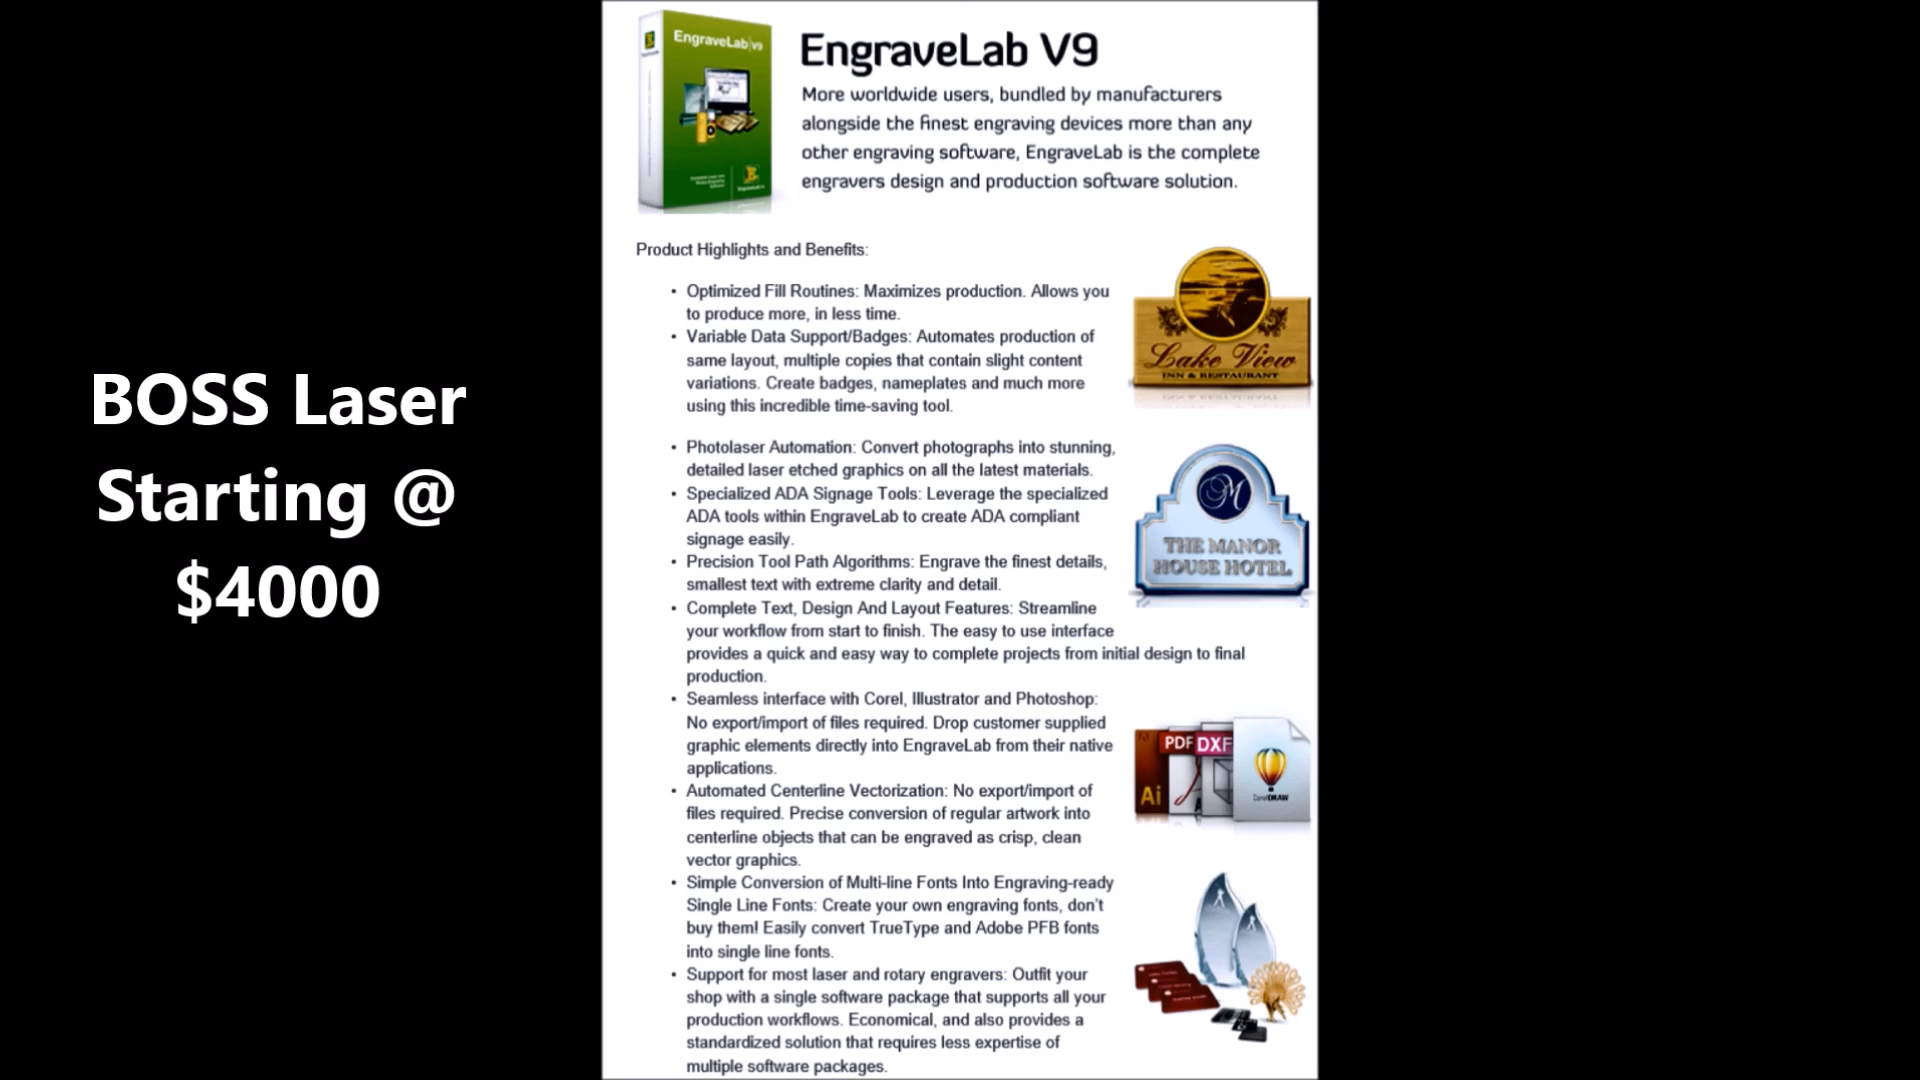 BOSS Laser
Starting @
$4000
EngraveLab V9
EngraveLab V9
More worldwide users, bundled by manufacturers
alongside the finest engraving devices more than any
other engraving software, EngraveLab is the complete
engravers design and production software solution.
Product Highlights and Benefits:
• Optimized Fill Routines: Maximizes production. Allows you
to produce more, in less time.
• Variable Data Support/Badges: Automates production of
same layout, multiple copies that contain slight content
variations. Create badges, nameplates and much more
using this incredible time-saving tool.
Lake View
INN & RESTAURANT
• Photolaser Automation: Convert photographs into stunning,
detailed laser etched graphics on all the latest materials.
• Specialized ADA Signage Tools: Leverage the specialized
ADA tools within EngraveLab to create ADA compliant
signage easily.
• Precision Tool Path Algorithms: Engrave the finest details,
smallest text with extreme clarity and detail.
• Complete Text, Design And Layout Features: Streamline
your workflow from start to finish. The easy to use interface
provides a quick and easy way to complete projects from initial design to final
production.
M
THE MANOR
HOUSE HOTEL
• Seamless interface with Corel, Illustrator and Photoshop:
No export/import of files required. Drop customer supplied
graphic elements directly into EngraveLab from their native
applications.
• Automated Centerline Vectorization: No export/import of
files required. Precise conversion of regular artwork into
centerline objects that can be engraved as crisp, clean
vector graphics.
PDF DXF
Ai
CorelDRAW
• Simple Conversion of Multi-line Fonts Into Engraving-ready
Single Line Fonts: Create your own engraving fonts, don't
buy them! Easily convert TrueType and Adobe PFB fonts
into single line fonts.
• Support for most laser and rotary engravers: Outfit your
shop with a single software package that supports all your
production workflows. Economical, and also provides a
standardized solution that requires less expertise of
multiple software packages.